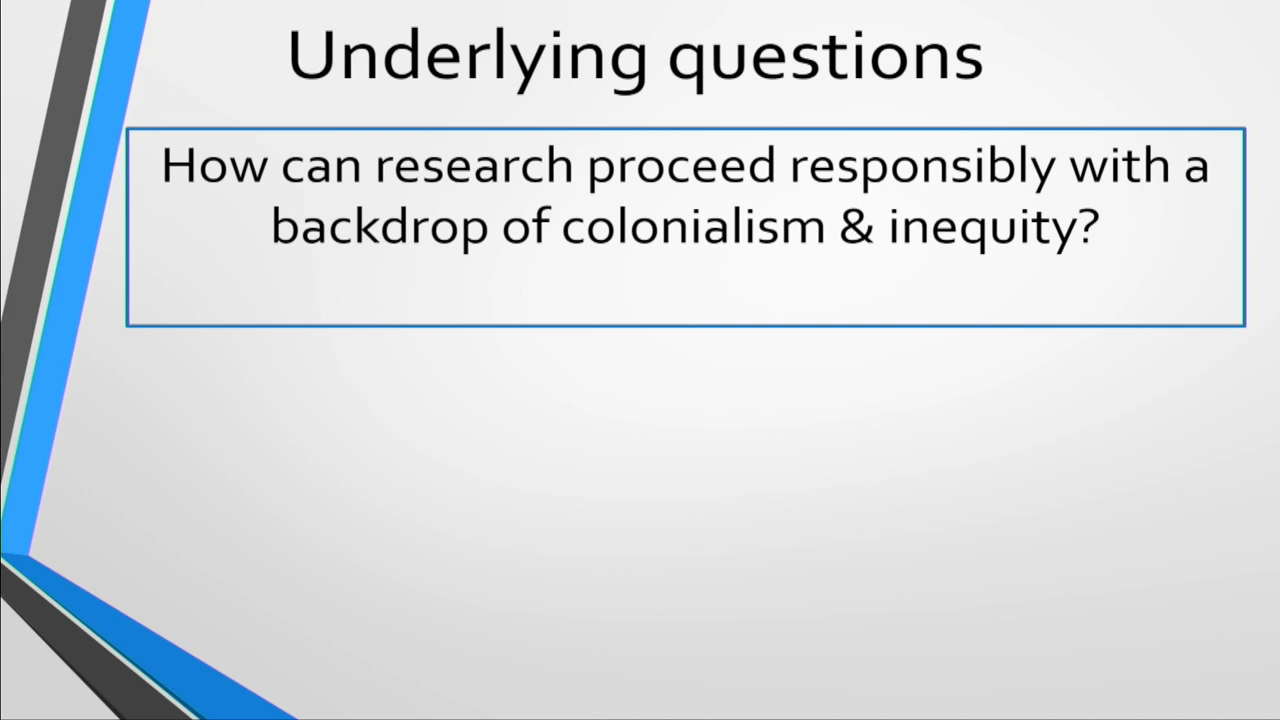 Underlying questions
How can research proceed responsibly with a
backdrop of colonialism & inequity?